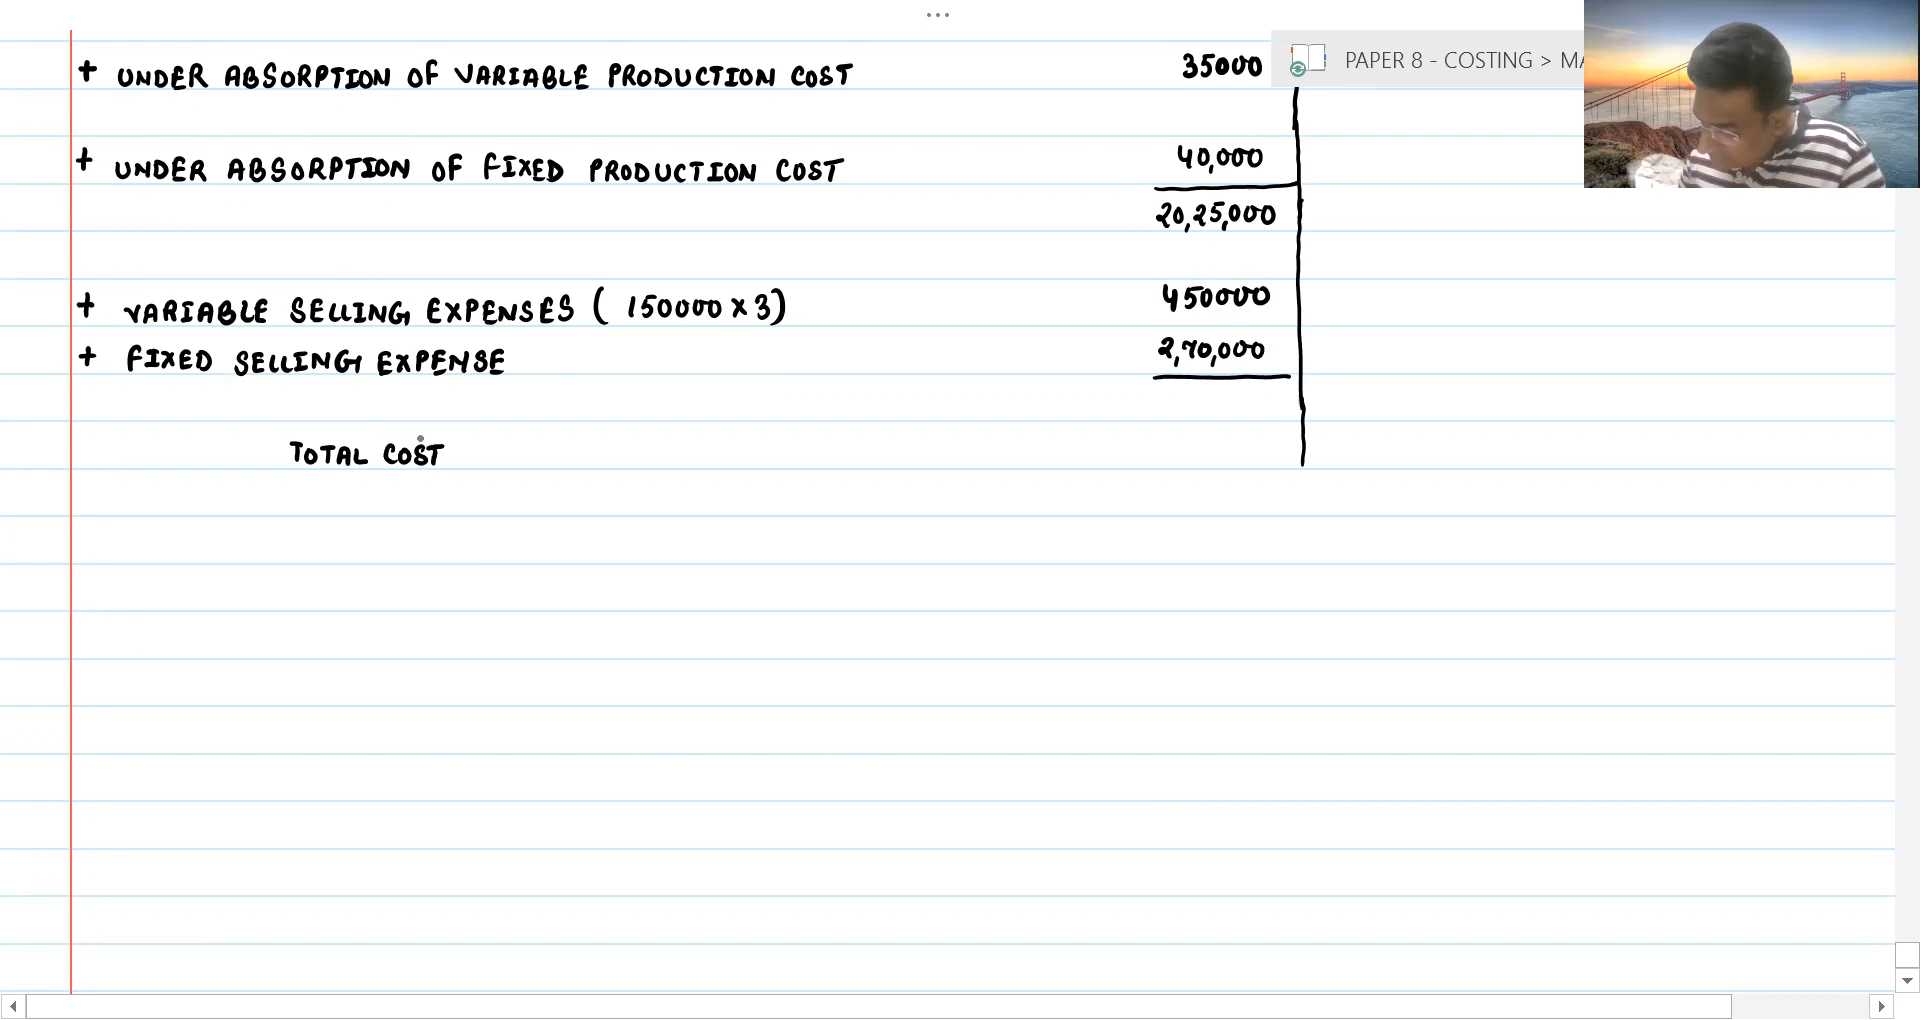 ...
PAPER 8 - COSTING > MA
+ UNDER ABSORPTION OF VARIABLE PRODUCTION COST 35000
+ UNDER ABSORPTION OF FIXED PRODUCTION COST 40,000
20,25,000
+ VARIABLE SELLING EXPENSES ( 150000 x 3) 450000
+ FIXED SELLING EXPENSE 2,70,000
TOTAL COST